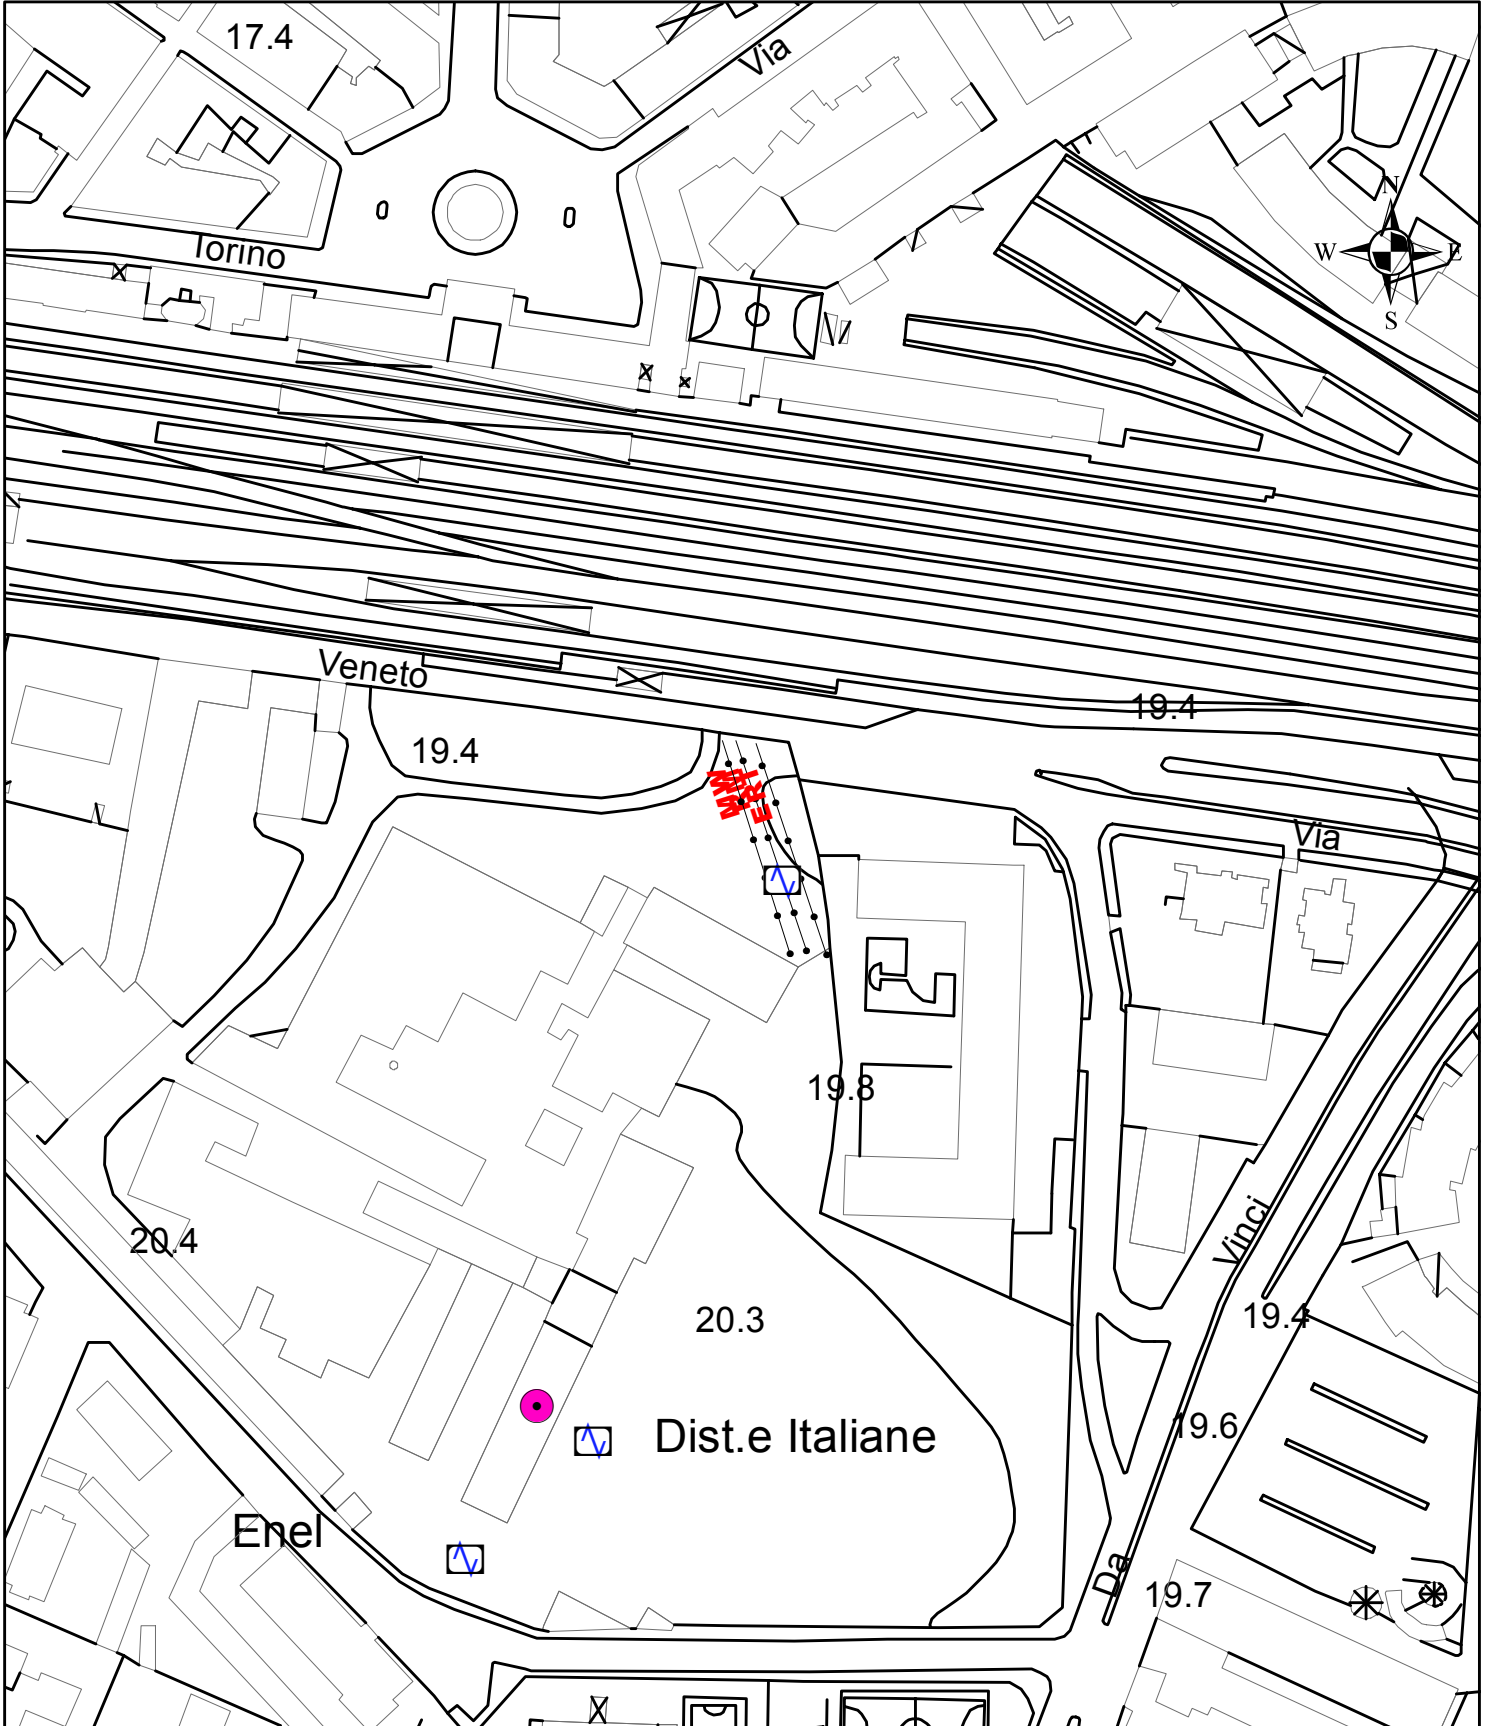 17.4
Via
N
W
E
S
Torino
Veneto
19.4
19.4
Via
19.8
20.4
Vinci
20.3
19.4
19.6
Dist.e Italiane
Enel
Da
19.7